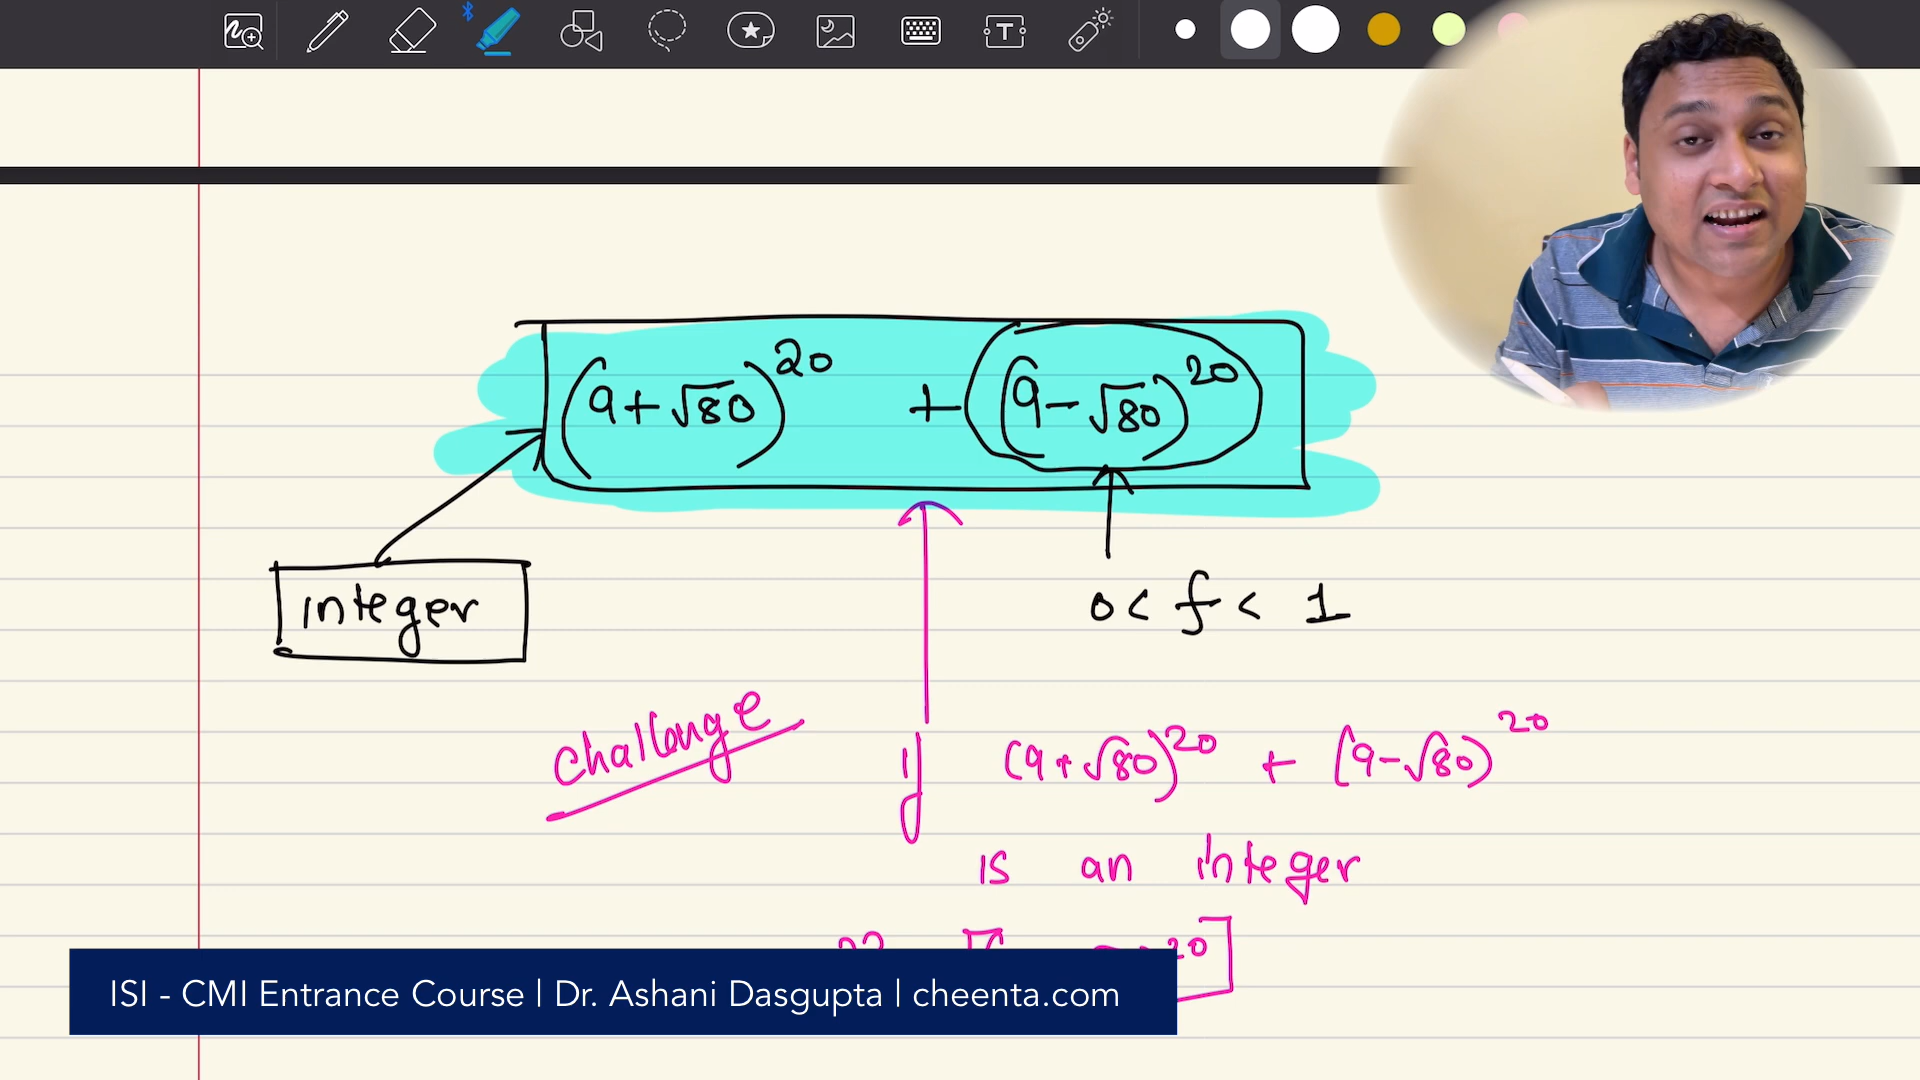 (9+√80)^20 + (9-√80)^20
integer
0 < f < 1
challenge
(9+√80)^20 + (9-√80)^20
is an integer
ISI - CMI Entrance Course | Dr. Ashani Dasgupta | cheenta.com